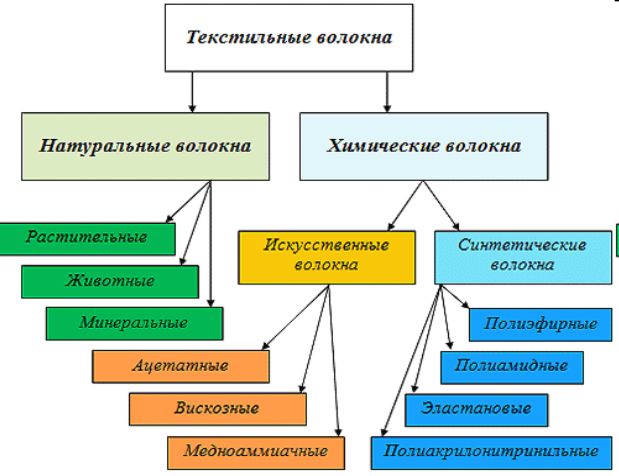 Текстильные волокна
Натуральные волокна
Химические волокна
Растительные
Животные
Минеральные
Искусственные
волокна
Синтетические
волокна
Ацетатные
Вискозные
Медноаммиачные
Полиэфирные
Полиамидные
Эластановые
Полиакрилонитринильные